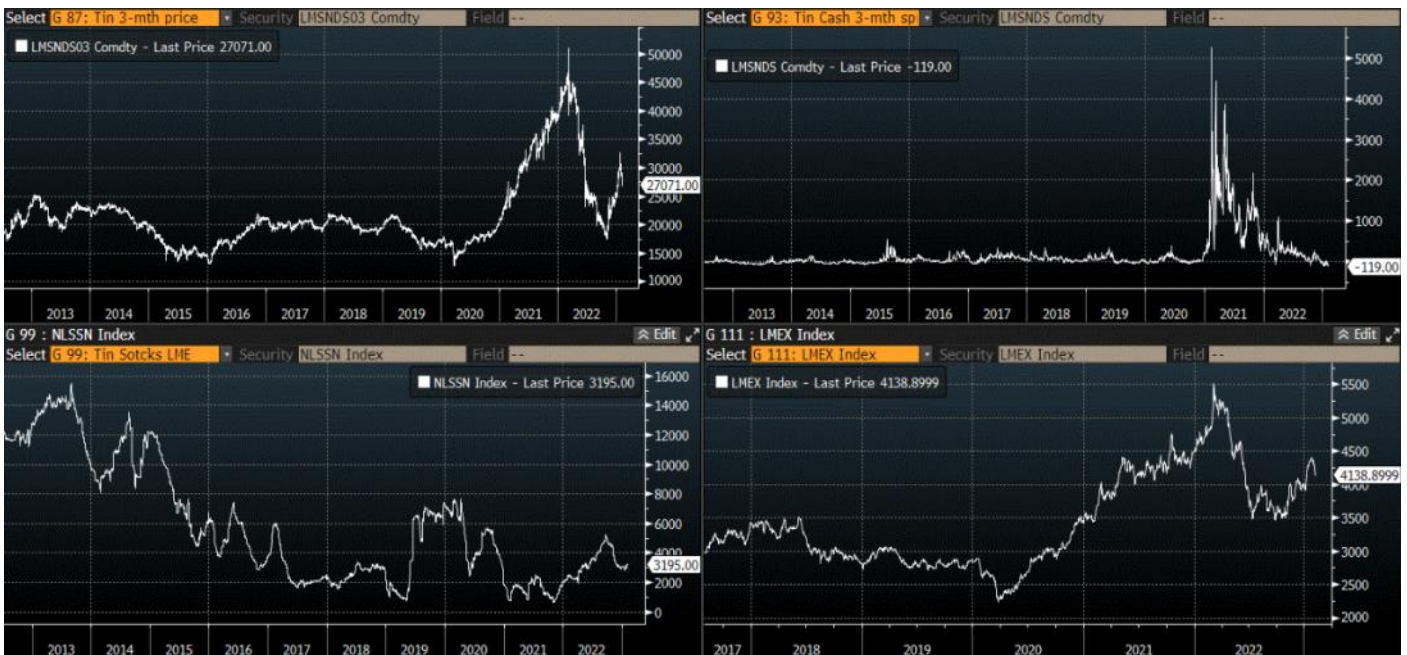 Select G 87: Tin 3-mth price Security LMSNDS03 Comdty Field --
LMSNDS03 Comdty - Last Price 27071.00
50000
45000
40000
35000
30000
27071.00
25000
20000
15000
10000
2013 2014 2015 2016 2017 2018 2019 2020 2021 2022
Select G 93: Tin Cash 3-mth sp Security LMSNDS Comdty Field --
LMSNDS Comdty - Last Price -119.00
5000
4000
3000
2000
1000
-119.00
2013 2014 2015 2016 2017 2018 2019 2020 2021 2022
G 99 : NLSSN Index Edit
Select G 99: Tin Sotcks LME Security NLSSN Index Field --
NLSSN Index - Last Price 3195.00
16000
14000
12000
10000
8000
6000
4000
3195.00
2000
0
2013 2014 2015 2016 2017 2018 2019 2020 2021 2022
G 111 : LMEX Index Edit
Select G 111: LMEX Index Security LMEX Index Field --
LMEX Index - Last Price 4138.8999
5500
5000
4500
4138.8999
4000
3500
3000
2500
2000
2017 2018 2019 2020 2021 2022